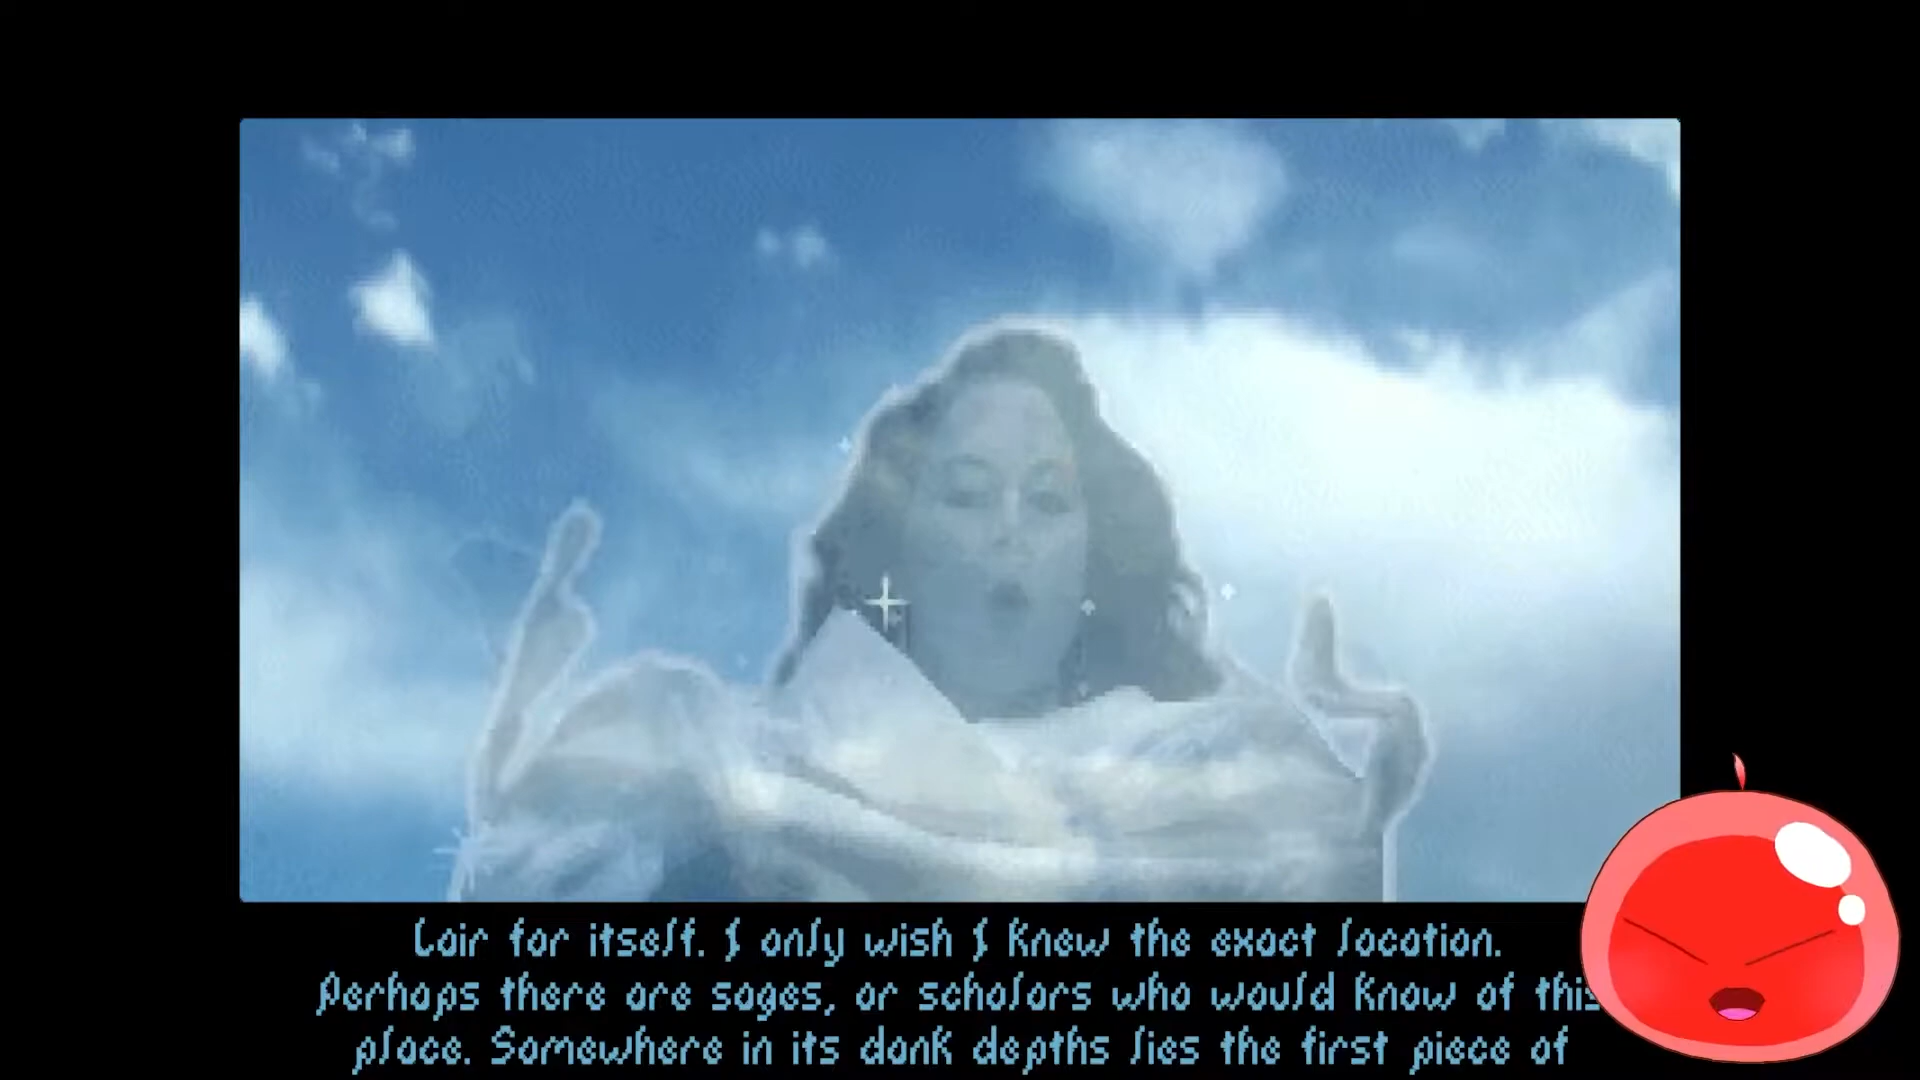 Lair for itself. I only wish I knew the exact location.
Perhaps there are sages, or scholars who would know of this
place. Somewhere in its dank depths lies the first piece of